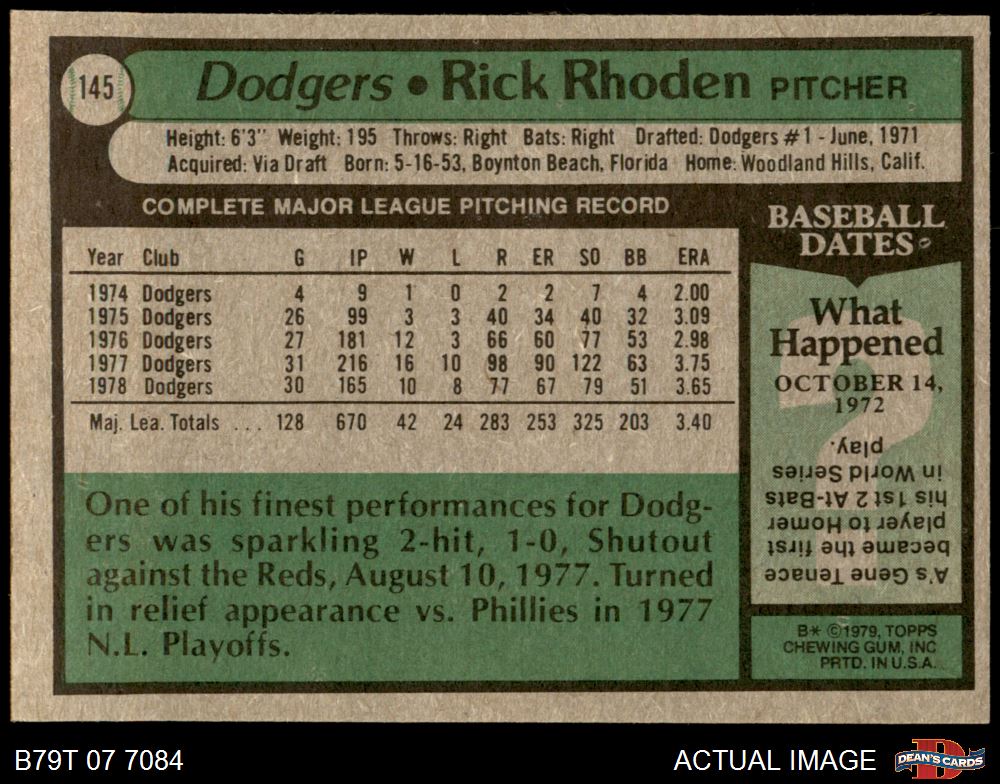 145
Dodgers • Rick Rhoden PITCHER
Height: 6'3" Weight: 195 Throws: Right Bats: Right Drafted: Dodgers #1 - June, 1971
Acquired: Via Draft Born: 5-16-53, Boynton Beach, Florida Home: Woodland Hills, Calif.
COMPLETE MAJOR LEAGUE PITCHING RECORD
Year Club G IP W L R ER SO BB ERA
1974 Dodgers 4 9 1 0 2 2 7 4 2.00
1975 Dodgers 26 99 3 3 40 34 40 32 3.09
1976 Dodgers 27 181 12 3 66 60 77 53 2.98
1977 Dodgers 31 216 16 10 98 90 122 63 3.75
1978 Dodgers 30 165 10 8 77 67 79 51 3.65
Maj. Lea. Totals ... 128 670 42 24 283 253 325 203 3.40
One of his finest performances for Dodg-
ers was sparkling 2-hit, 1-0, Shutout
against the Reds, August 10, 1977. Turned
in relief appearance vs. Phillies in 1977
N.L. Playoffs.
BASEBALL
DATES
What
Happened
OCTOBER 14,
1972
A's Gene Tenace
became the first
player to Homer
his 1st 2 At-Bats
in World Series
play.
B* ©1979, TOPPS
CHEWING GUM, INC
PRTD. IN U.S.A.
B79T 07 7084
ACTUAL IMAGE
DEAN'S CARDS